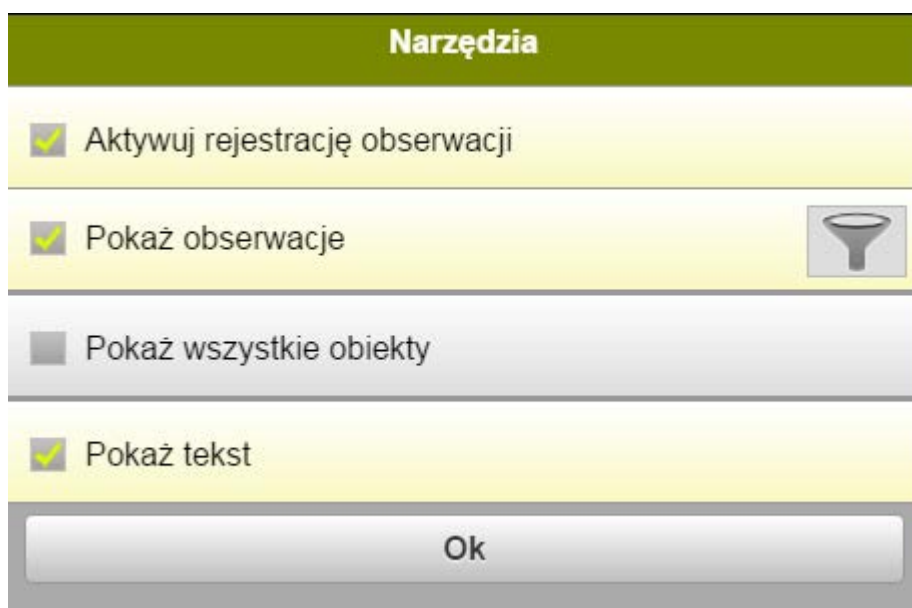 Narzędzia
Aktywuj rejestrację obserwacji
Pokaż obserwacje
Pokaż wszystkie obiekty
Pokaż tekst
Ok